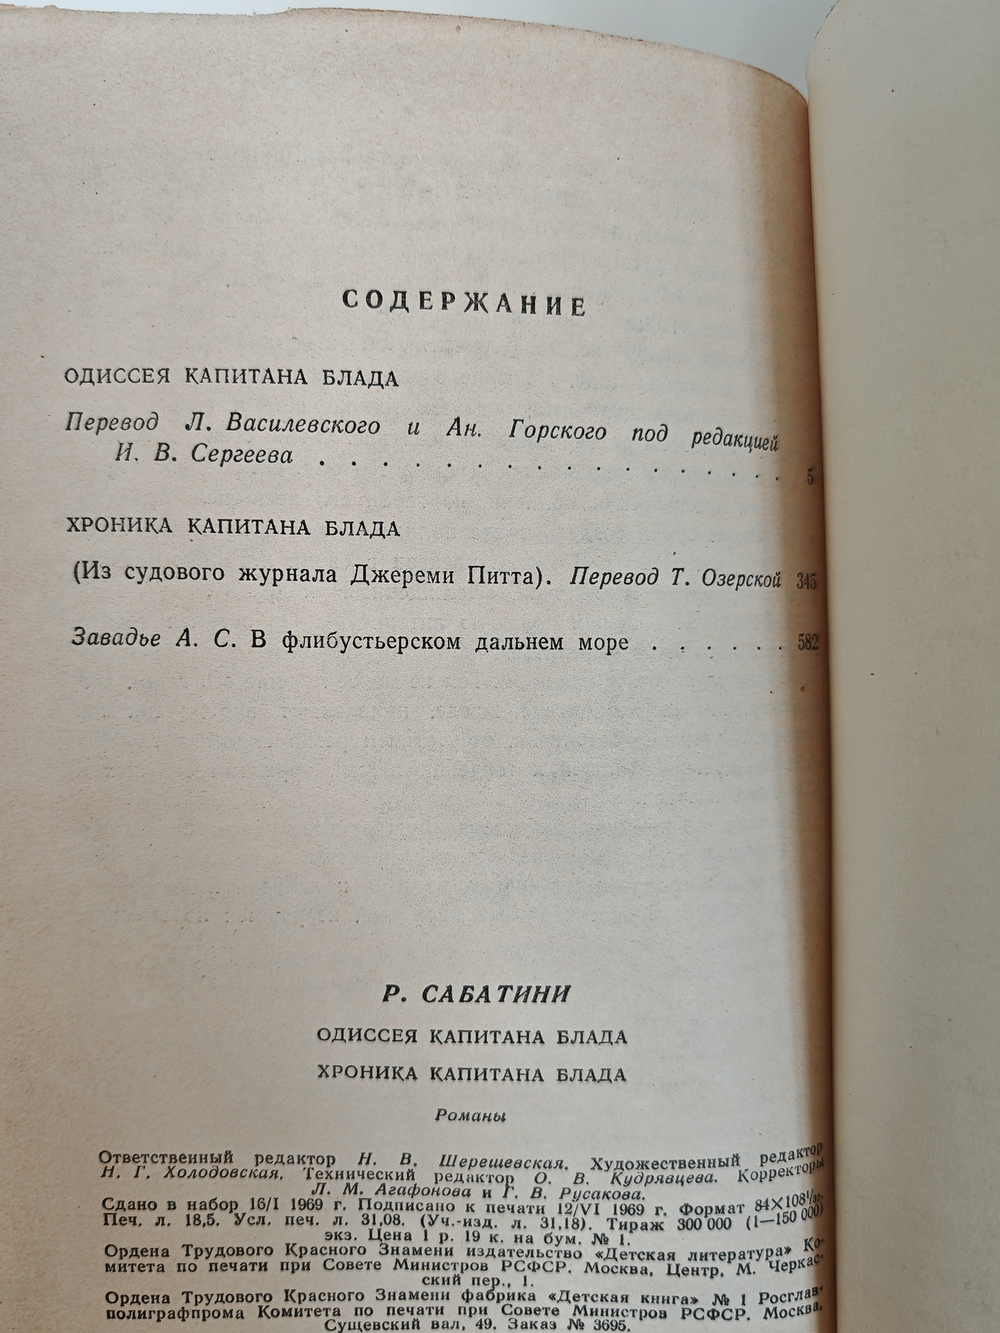 СОДЕРЖАНИЕ
ОДИССЕЯ КАПИТАНА БЛАДА
Перевод Л. Василевского и Ан. Горского под редакцией
И. В. Сергеева . . . . . . . . . . . . . . . . 5
ХРОНИКА КАПИТАНА БЛАДА
(Из судового журнала Джереми Питта). Перевод Т. Озерской 345
Завадье А. С. В флибустьерском дальнем море . . . . . . 582
Р. САБАТИНИ
ОДИССЕЯ КАПИТАНА БЛАДА
ХРОНИКА КАПИТАНА БЛАДА
Романы
Ответственный редактор Н. В. Шерешевская. Художественный редактор
Н. Г. Холодовская. Технический редактор О. В. Кудрявцева. Корректоры
Л. М. Агафонова и Г. В. Русакова.
Сдано в набор 16/I 1969 г. Подписано к печати 12/VI 1969 г. Формат 84×108¹/₃₂.
Печ. л. 18,5. Усл. печ. л. 31,08. (Уч.-изд. л. 31,18). Тираж 300 000 (1—150 000)
экз. Цена 1 р. 19 к. на бум. № 1.
Ордена Трудового Красного Знамени издательство «Детская литература» Ко-
митета по печати при Совете Министров РСФСР. Москва, Центр, М. Черкас-
ский пер., 1.
Ордена Трудового Красного Знамени фабрика «Детская книга» № 1 Росглав-
полиграфпрома Комитета по печати при Совете Министров РСФСР. Москва,
Сущевский вал, 49. Заказ № 3695.